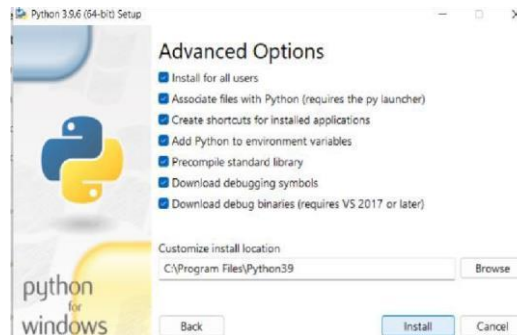 Python 3.9.6 (64-bit) Setup
Advanced Options
Install for all users
Associate files with Python (requires the py launcher)
Create shortcuts for installed applications
Add Python to environment variables
Precompile standard library
Download debugging symbols
Download debug binaries (requires VS 2017 or later)
Customize install location
C:\Program Files\Python39
Browse
python
for
windows
Back
Install
Cancel